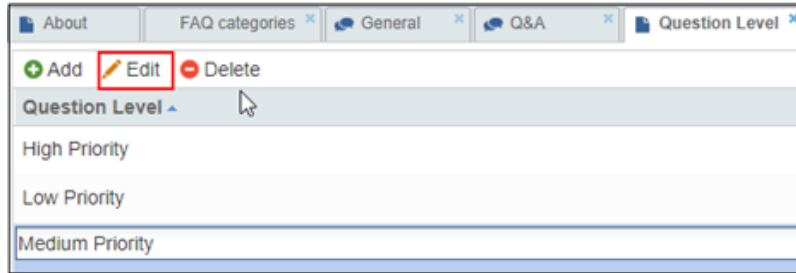 About FAQ categories General Q&A Question Level
Add Edit Delete
Question Level
High Priority
Low Priority
Medium Priority